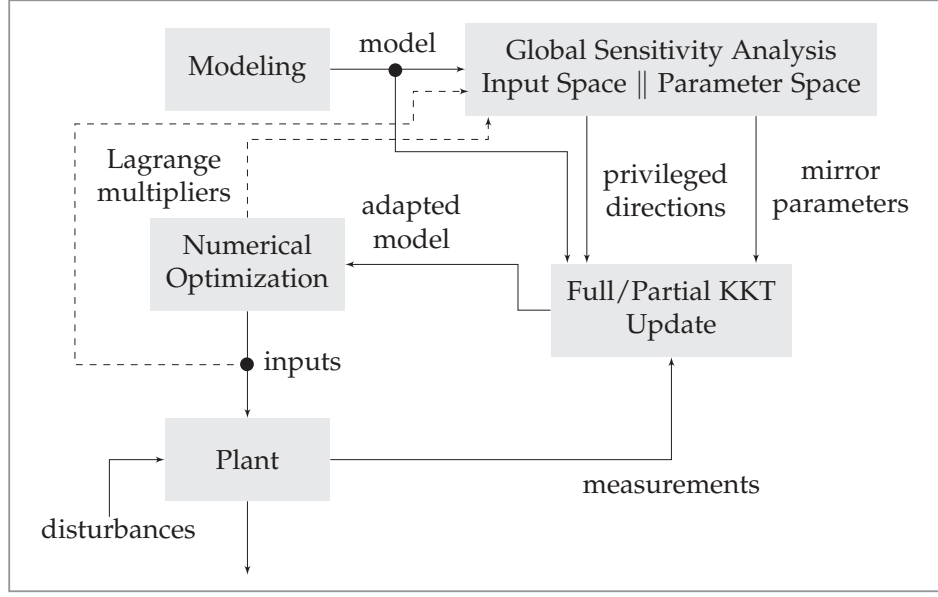 model
Modeling
Global Sensitivity Analysis
Input Space ∥ Parameter Space
Lagrange
multipliers
privileged
directions
mirror
parameters
adapted
model
Numerical
Optimization
Full/Partial KKT
Update
inputs
Plant
measurements
disturbances